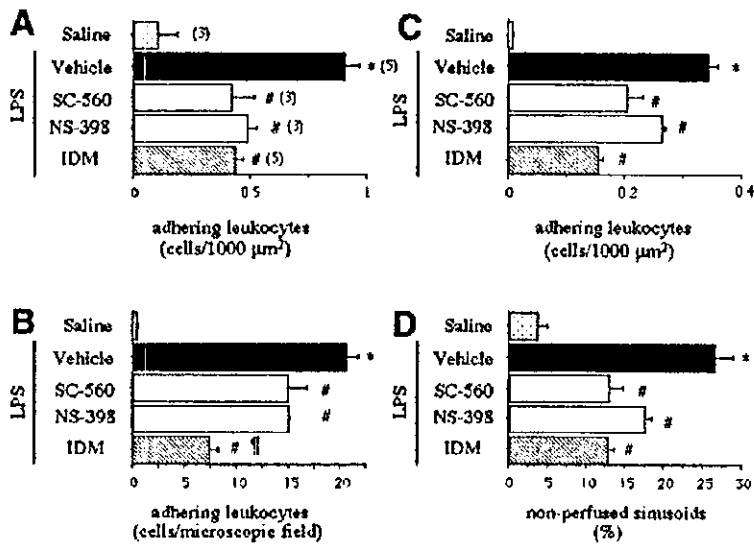 A
Saline
(3)
Vehicle
* (5)
LPS
SC-560
# (3)
NS-398
# (3)
IDM
# (5)
0 0.5 1
adhering leukocytes
(cells/1000 µm²)
C
Saline
Vehicle
*
LPS
SC-560
#
NS-398
#
IDM
#
0 0.2 0.4
adhering leukocytes
(cells/1000 µm²)
B
Saline
Vehicle
*
LPS
SC-560
#
NS-398
#
IDM
# ¶
0 5 10 15 20
adhering leukocytes
(cells/microscopic field)
D
Saline
Vehicle
*
LPS
SC-560
#
NS-398
#
IDM
#
0 5 10 15 20 25 30
non-perfused sinusoids
(%)